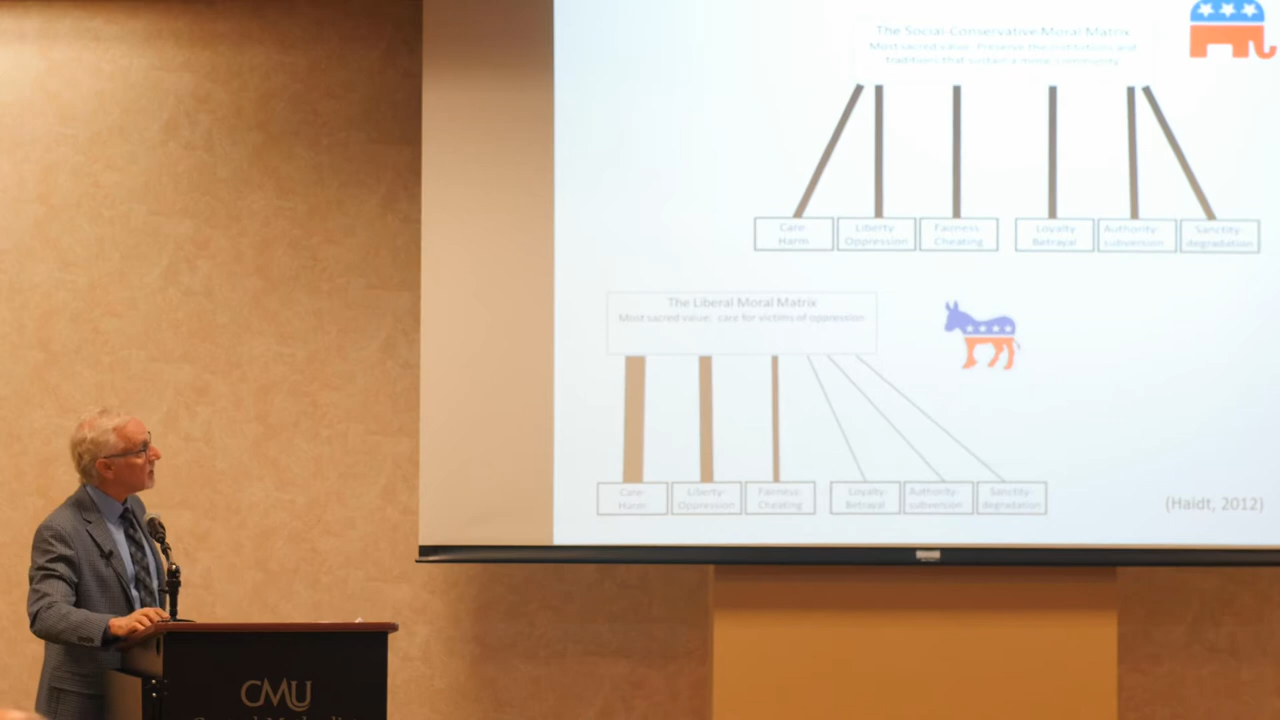 The Social-Conservative Moral Matrix
Most sacred value: Preserve the institutions and
traditions that sustain a moral community
Care-
Harm
Liberty-
Oppression
Fairness-
Cheating
Loyalty
Betrayal
Authority-
subversion
Sanctity-
degradation
The Liberal Moral Matrix
Most sacred value: care for victims of oppression
Care-
Harm
Liberty-
Oppression
Fairness-
Cheating
Loyalty-
Betrayal
Authority-
subversion
Sanctity-
degradation
(Haidt, 2012)
CMU